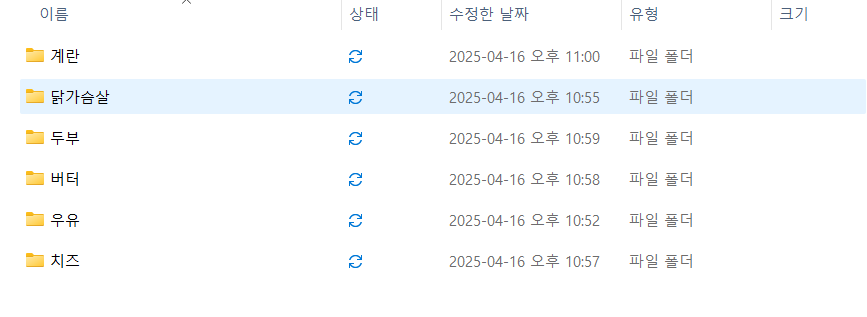 이름 상태 수정한 날짜 유형 크기
계란 2025-04-16 오후 11:00 파일 폴더
닭가슴살 2025-04-16 오후 10:55 파일 폴더
두부 2025-04-16 오후 10:59 파일 폴더
버터 2025-04-16 오후 10:58 파일 폴더
우유 2025-04-16 오후 10:52 파일 폴더
치즈 2025-04-16 오후 10:57 파일 폴더